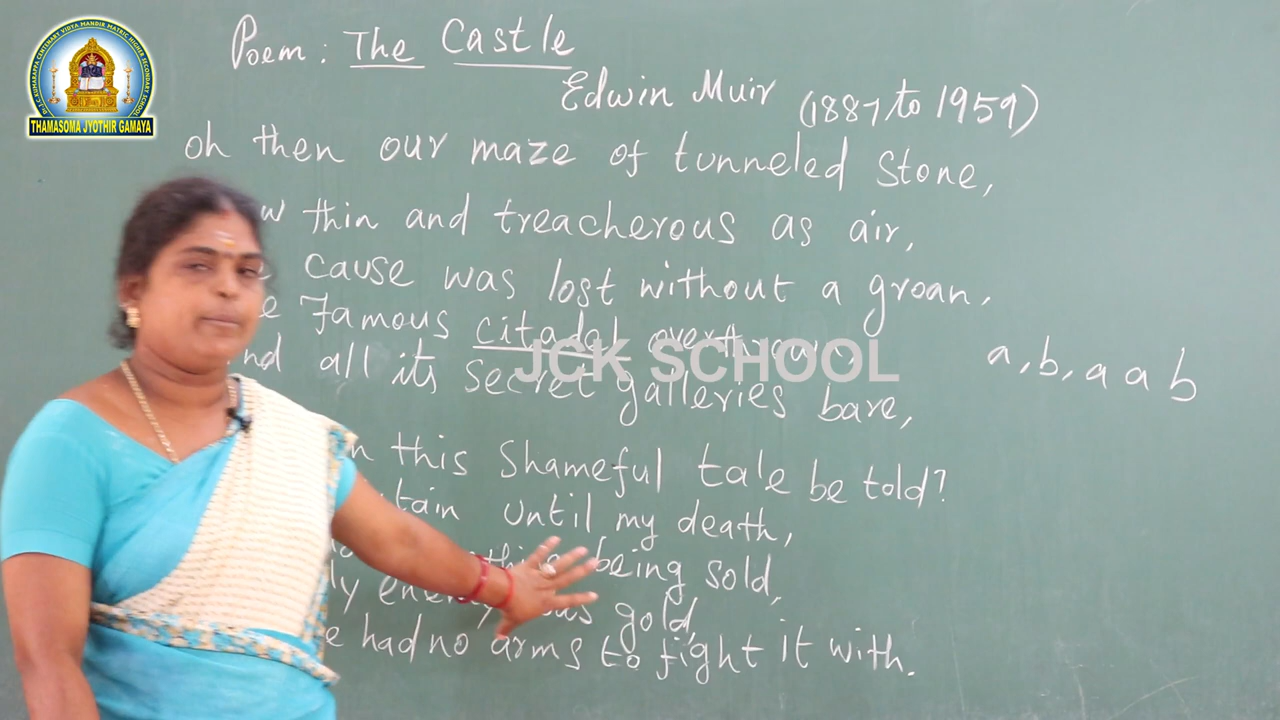 Poem : The Castle
Edwin Muir (1887 to 1959)
oh then our maze of tunneled stone,
thin and treacherous as air,
cause was lost without a groan,
famous citadel overthrown,
all its secret galleries bare,
a, b, a a b
this shameful tale be told?
until my death,
being sold,
gold,
had no arms to fight it with.
JCK SCHOOL
THAMASOMA JYOTHIR GAMAYA